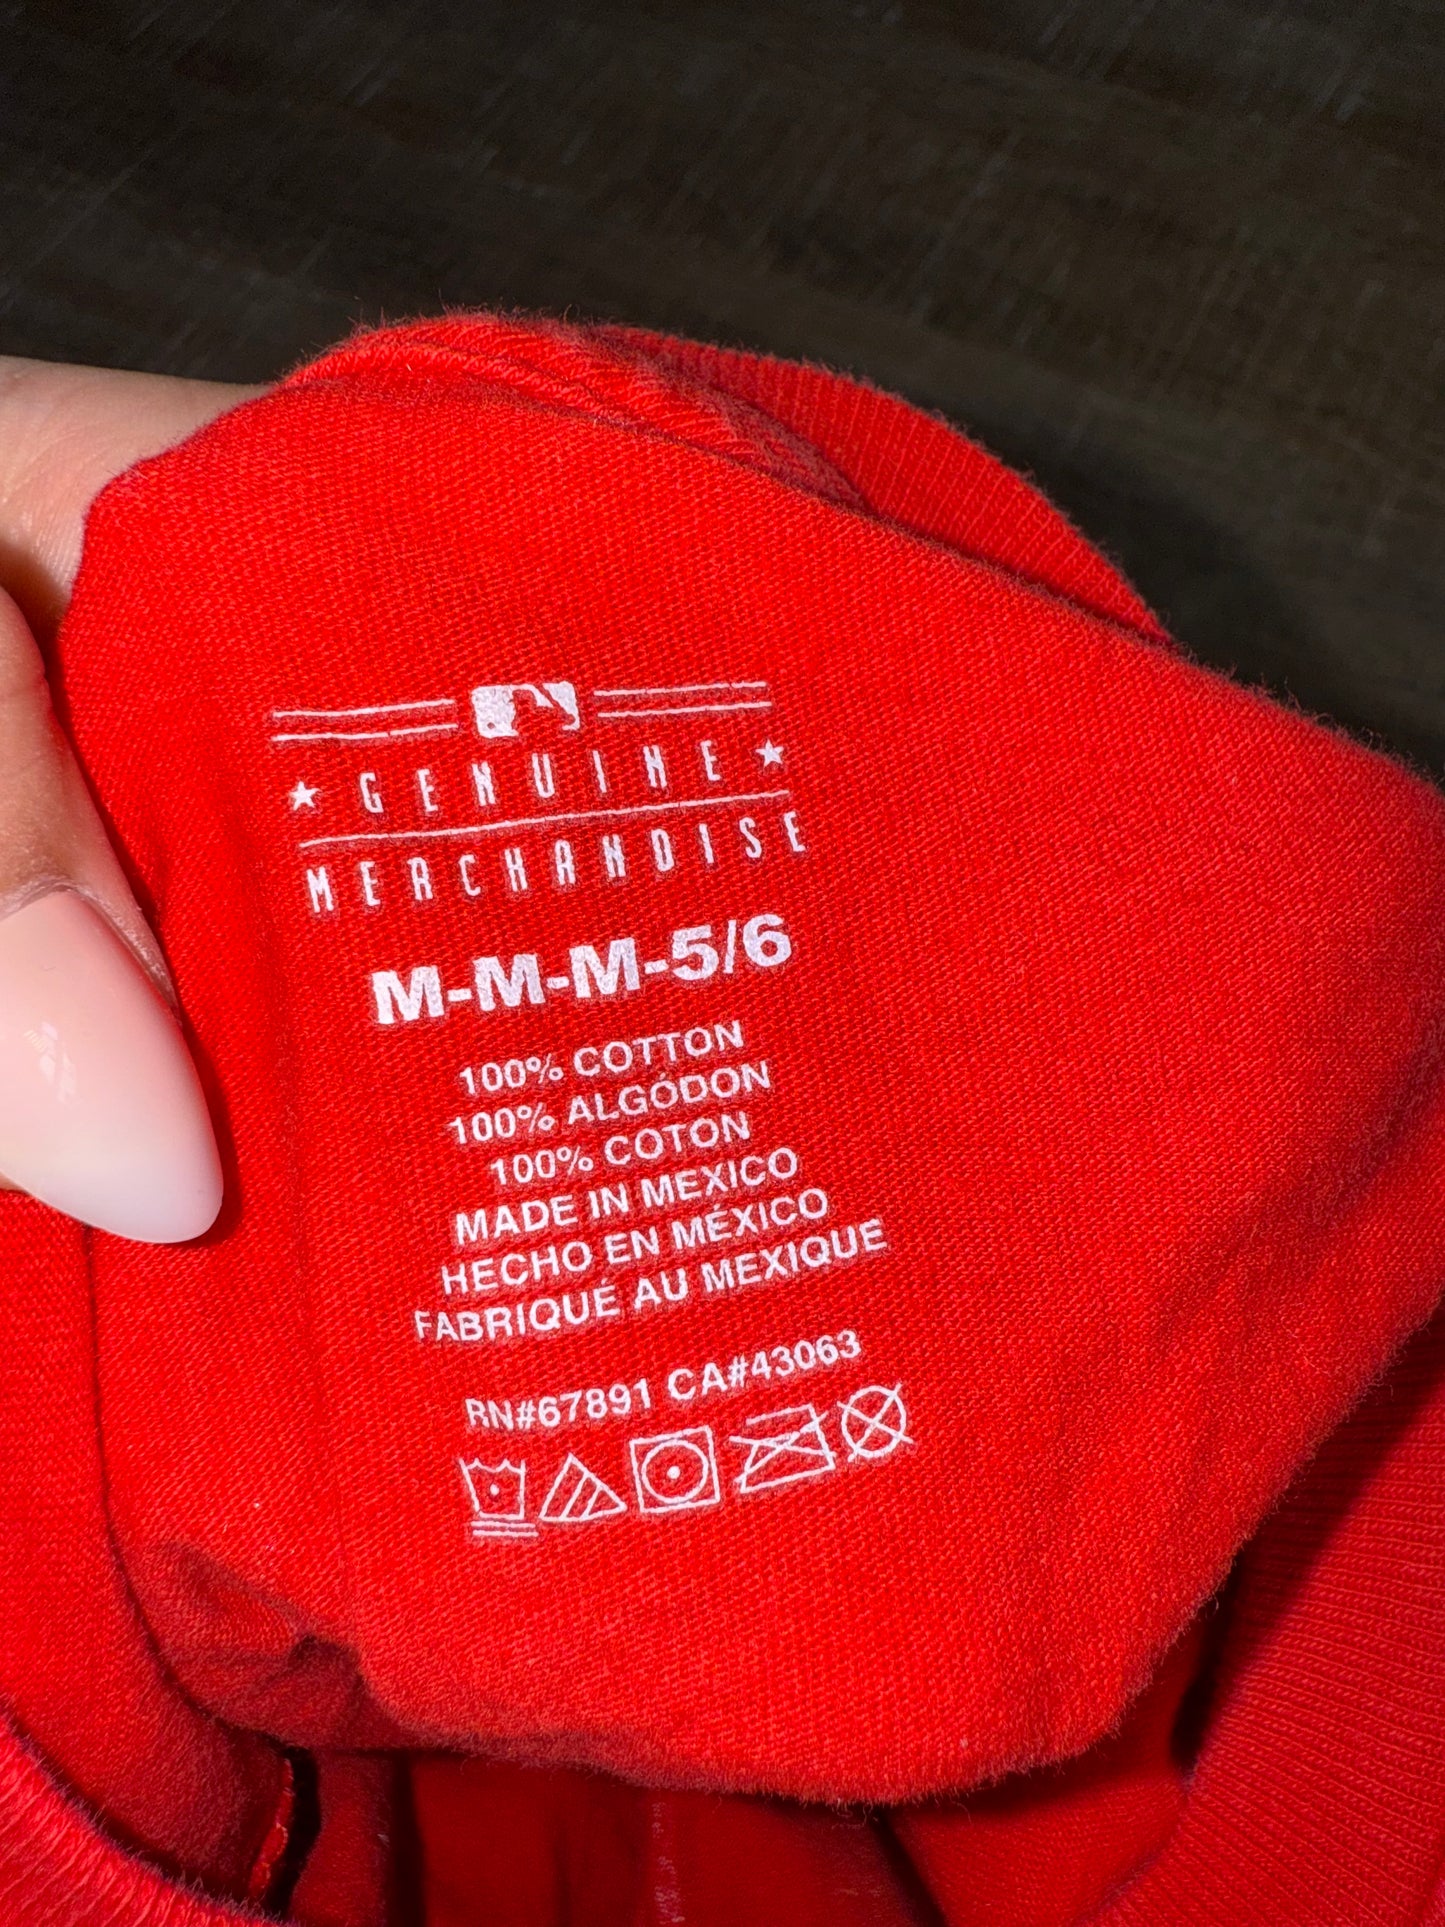 ★ GENUINE ★
MERCHANDISE
M-M-M-5/6
100% COTTON
100% ALGÓDON
100% COTON
MADE IN MEXICO
HECHO EN MÉXICO
FABRIQUÉ AU MEXIQUE
RN#67891 CA#43063